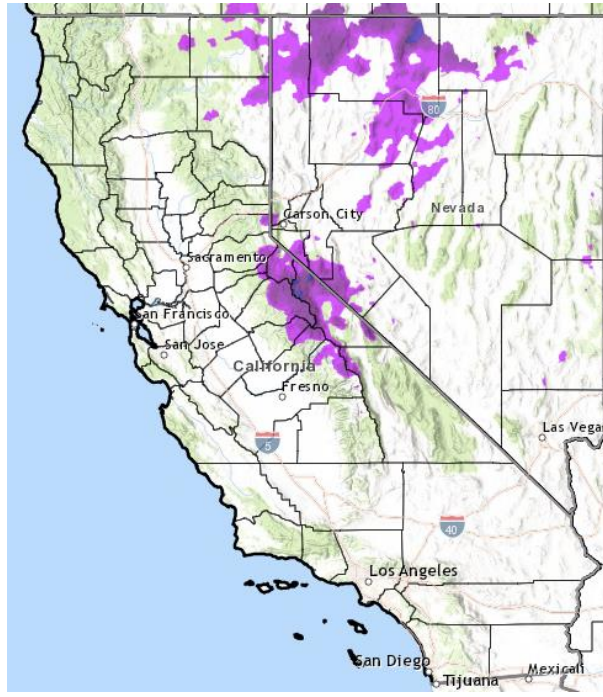 80
Carson City
Nevada
Sacramento
San Francisco
San Jose
California
Fresno
Las Vegas
5
40
Los Angeles
San Diego
Tijuana
Mexicali